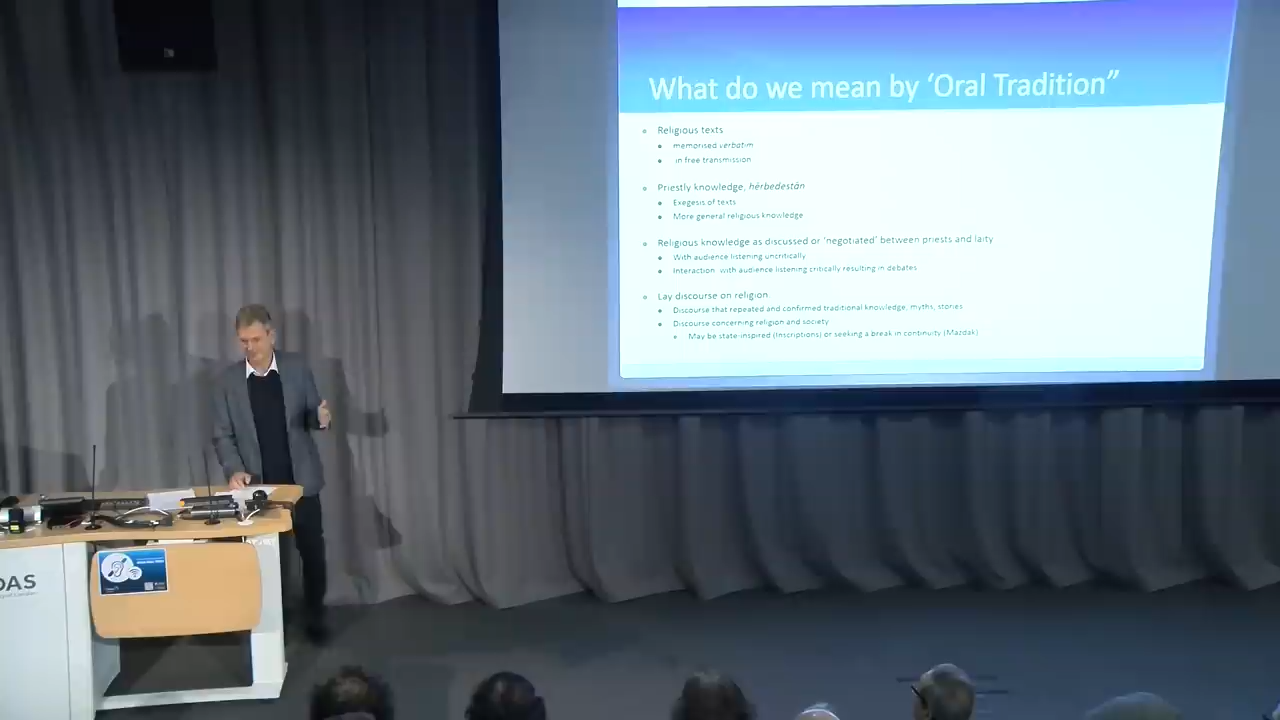 What do we mean by ‘Oral Tradition”
Religious texts
memorised verbatim
in free transmission
Priestly knowledge, hērbedestān
Exegesis of texts
More general religious knowledge
Religious knowledge as discussed or ‘negotiated’ between priests and laity
With audience listening uncritically
Interaction with audience listening critically resulting in debates
Lay discourse on religion
Discourse that repeated and confirmed traditional knowledge, myths, stories
Discourse concerning religion and society
May be state inspired (Inscriptions) or seeking a break in continuity (Mazdak)
OAS